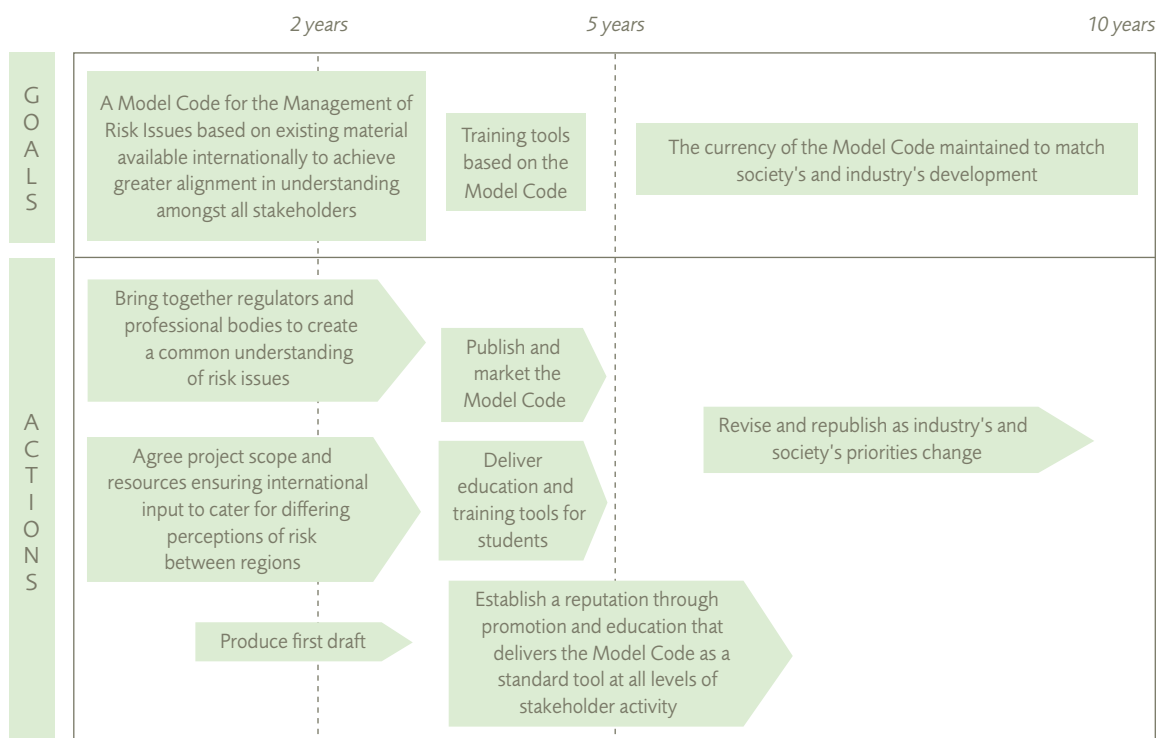 2 years
5 years
10 years
GOALS
A Model Code for the Management of
Risk Issues based on existing material
available internationally to achieve
greater alignment in understanding
amongst all stakeholders
Training tools
based on the
Model Code
The currency of the Model Code maintained to match
society's and industry's development
ACTIONS
Bring together regulators and
professional bodies to create
a common understanding
of risk issues
Publish and
market the
Model Code
Revise and republish as industry's and
society's priorities change
Agree project scope and
resources ensuring international
input to cater for differing
perceptions of risk
between regions
Deliver
education and
training tools for
students
Produce first draft
Establish a reputation through
promotion and education that
delivers the Model Code as a
standard tool at all levels of
stakeholder activity